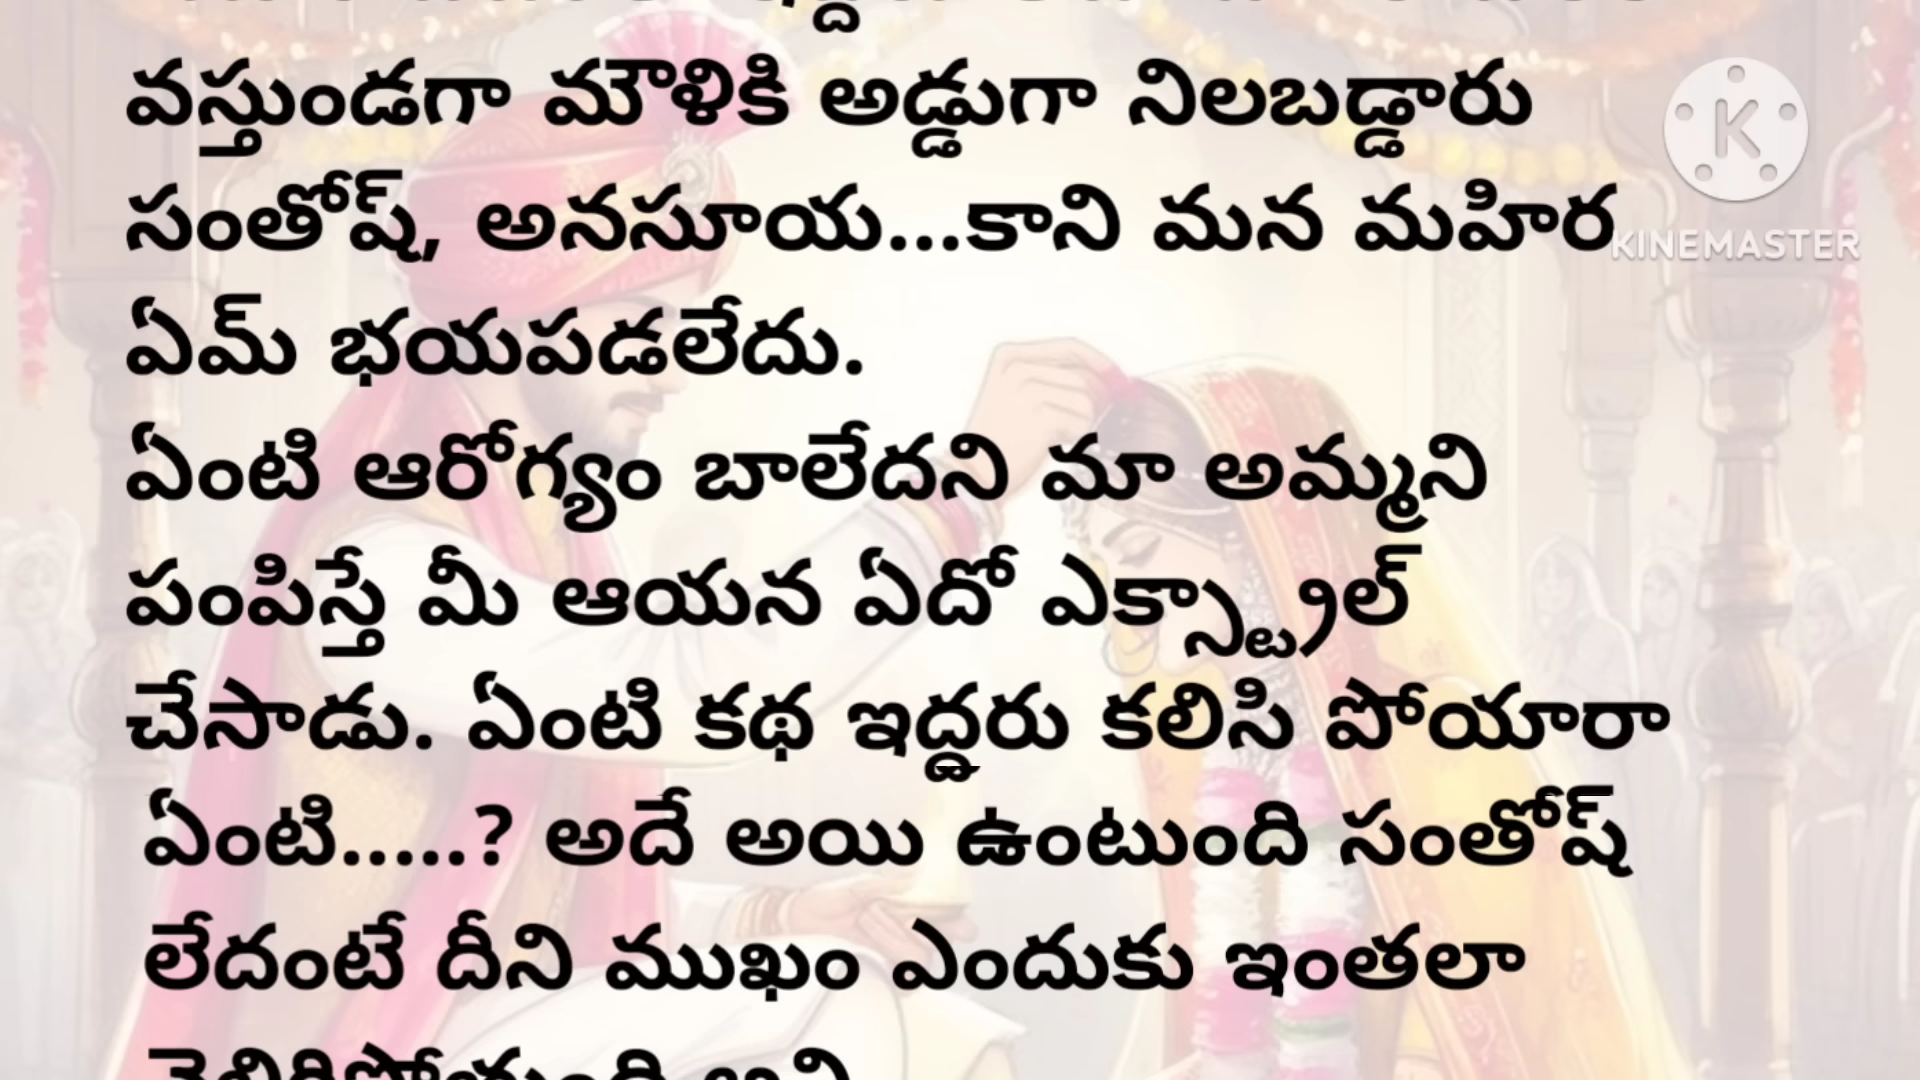 వస్తుండగా మౌళికి అడ్డుగా నిలబడ్డారు
సంతోష్, అనసూయ...కాని మన మహిర
ఏమ్ భయపడలేదు.
ఏంటి ఆరోగ్యం బాలేదని మా అమ్మని
పంపిస్తే మీ ఆయన ఏదో ఎక్స్ట్రాల్
చేసాడు. ఏంటి కథ ఇద్దరు కలిసి పోయారా
ఏంటి.....? అదే అయి ఉంటుంది సంతోష్
లేదంటే దీని ముఖం ఎందుకు ఇంతలా
K
KINEMASTER